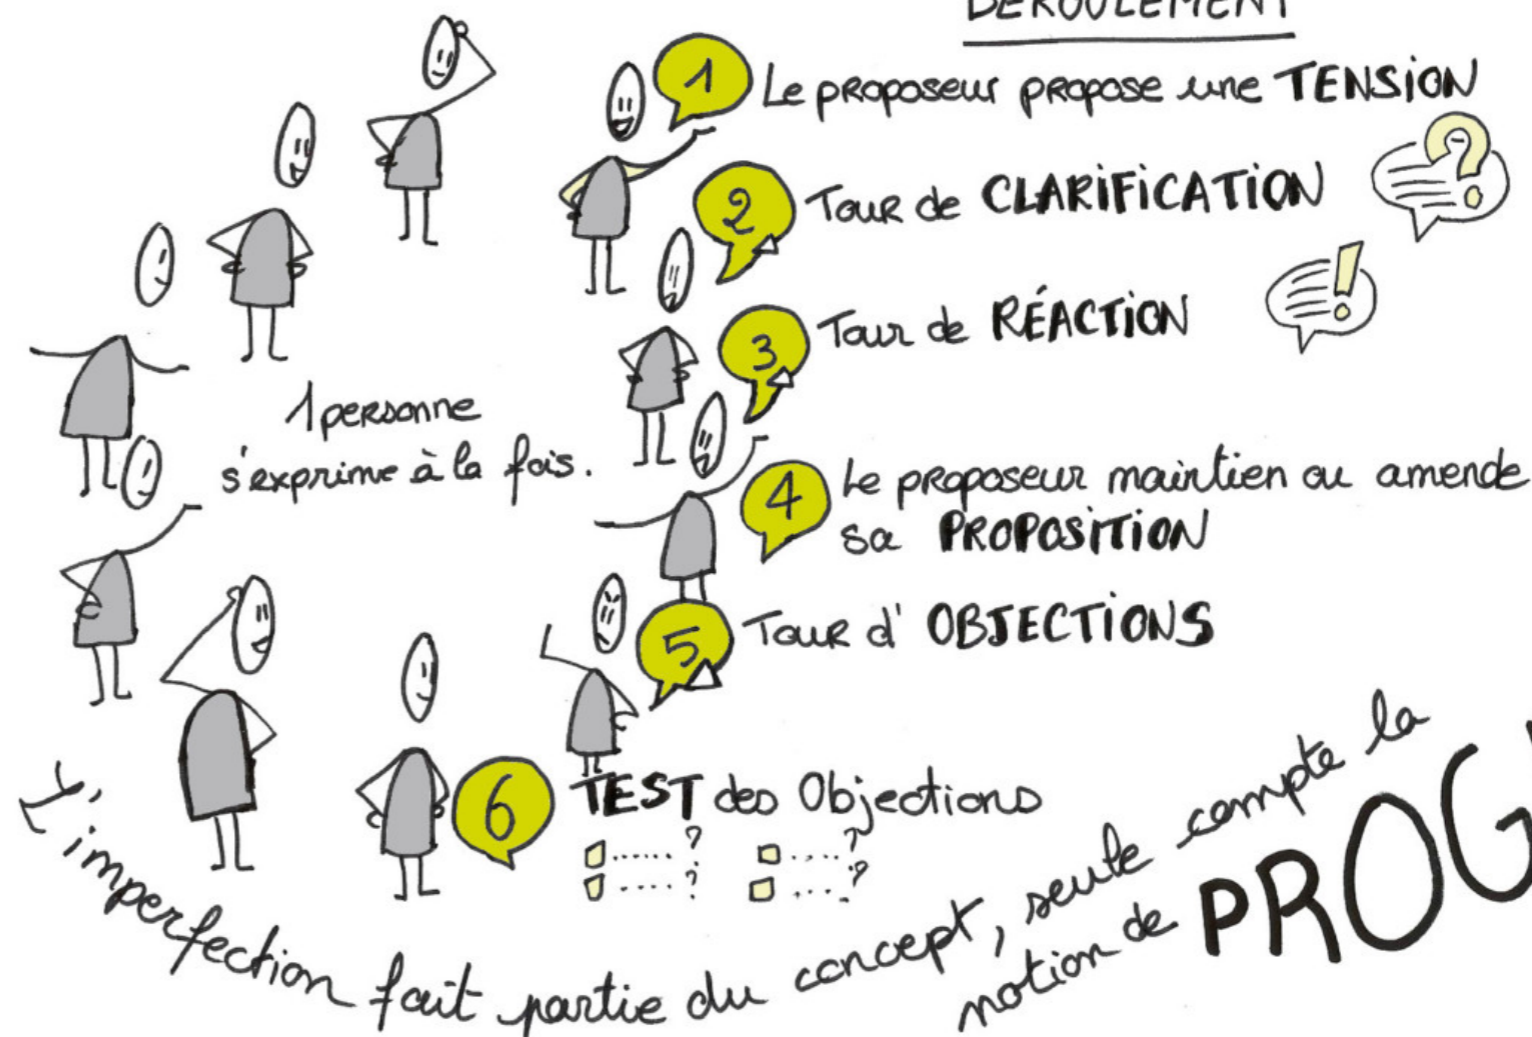 DÉROULEMENT
1 Le proposeur propose une TENSION
2 Tour de CLARIFICATION
3 Tour de RÉACTION
1 personne
s'exprime à la fois.
4 Le proposeur maintien ou amende
sa PROPOSITION
5 Tour d'OBJECTIONS
6 TEST des Objections
L'imperfection fait partie du concept, seule compte la
notion de PROG